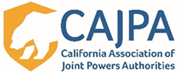 CAJPA
California Association of
Joint Powers Authorities